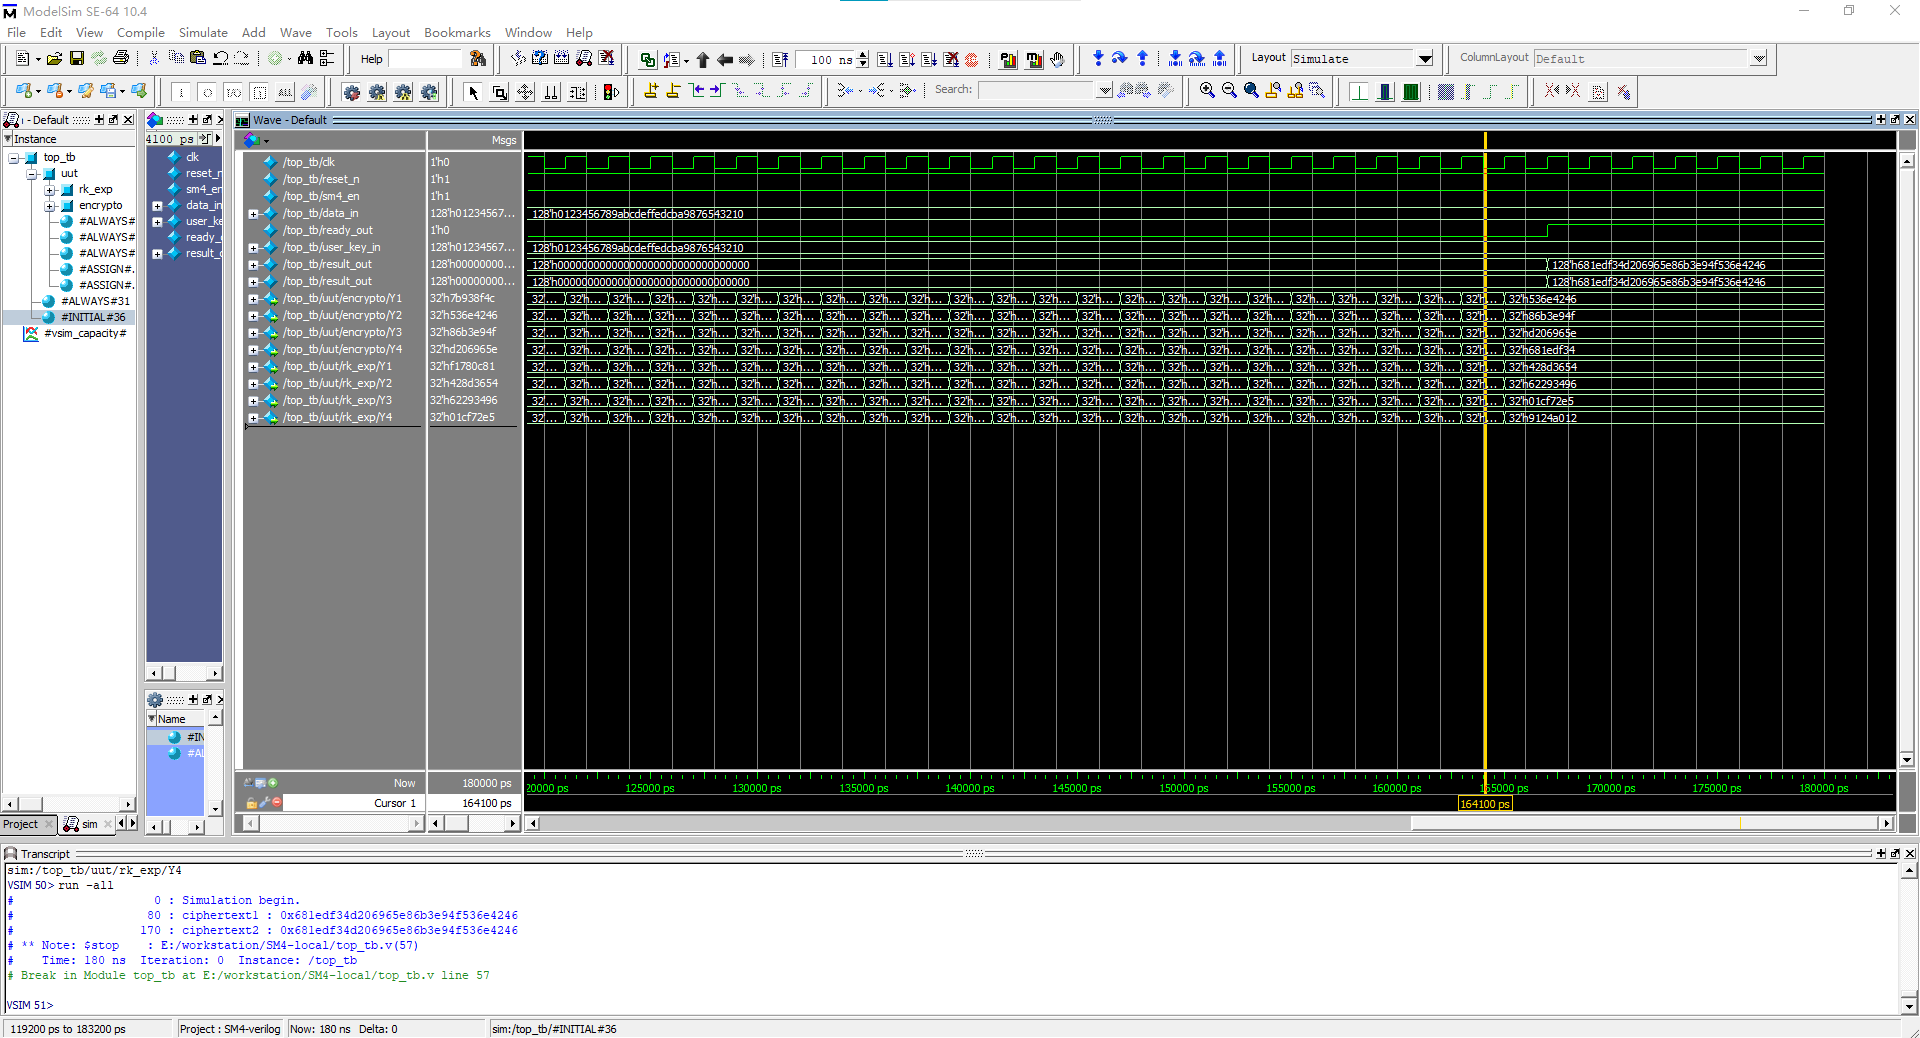 ModelSim SE-64 10.4
File Edit View Compile Simulate Add Wave Tools Layout Bookmarks Window Help
Help
100 ns
Layout Simulate
ColumnLayout Default
Search:
- Default
Instance
top_tb
uut
rk_exp
encrypto
#ALWAYS#
#ALWAYS#
#ALWAYS#
#ASSIGN#.
#ASSIGN#.
#ALWAYS#31
#INITIAL#36
#vsim_capacity#
Project
sim
4100 ps
clk
reset_n
sm4_en
data_in
user_ke
ready_
result_
Name
#IN
#AL
Wave - Default
Msgs
/top_tb/clk 1'h0
/top_tb/reset_n 1'h1
/top_tb/sm4_en 1'h1
/top_tb/data_in 128'h01234567... 128'h0123456789abcdeffedcba9876543210
/top_tb/ready_out 1'h0
/top_tb/user_key_in 128'h01234567... 128'h0123456789abcdeffedcba9876543210
/top_tb/result_out 128'h00000000... 128'h00000000000000000000000000000000 128'h681edf34d206965e86b3e94f536e4246
/top_tb/result_out 128'h00000000... 128'h00000000000000000000000000000000 128'h681edf34d206965e86b3e94f536e4246
/top_tb/uut/encrypto/Y1 32'h7b938f4c 32'h... 32'h536e4246
/top_tb/uut/encrypto/Y2 32'h536e4246 32'h... 32'h86b3e94f
/top_tb/uut/encrypto/Y3 32'h86b3e94f 32'h... 32'hd206965e
/top_tb/uut/encrypto/Y4 32'hd206965e 32'h... 32'h681edf34
/top_tb/uut/rk_exp/Y1 32'hf1780c81 32'h... 32'h428d3654
/top_tb/uut/rk_exp/Y2 32'h428d3654 32'h... 32'h62293496
/top_tb/uut/rk_exp/Y3 32'h62293496 32'h... 32'h01cf72e5
/top_tb/uut/rk_exp/Y4 32'h01cf72e5 32'h... 32'h9124a012
Now 180000 ps
20000 ps 125000 ps 130000 ps 135000 ps 140000 ps 145000 ps 150000 ps 155000 ps 160000 ps 165000 ps 170000 ps 175000 ps 180000 ps
Cursor 1 164100 ps
164100 ps
Transcript
sim:/top_tb/uut/rk_exp/Y4
VSIM 50> run -all
# 0 : Simulation begin.
# 80 : ciphertext1 : 0x681edf34d206965e86b3e94f536e4246
# 170 : ciphertext2 : 0x681edf34d206965e86b3e94f536e4246
# ** Note: $stop : E:/workstation/SM4-local/top_tb.v(57)
# Time: 180 ns Iteration: 0 Instance: /top_tb
# Break in Module top_tb at E:/workstation/SM4-local/top_tb.v line 57
VSIM 51>
119200 ps to 183200 ps
Project : SM4-verilog
Now: 180 ns Delta: 0
sim:/top_tb/#INITIAL#36